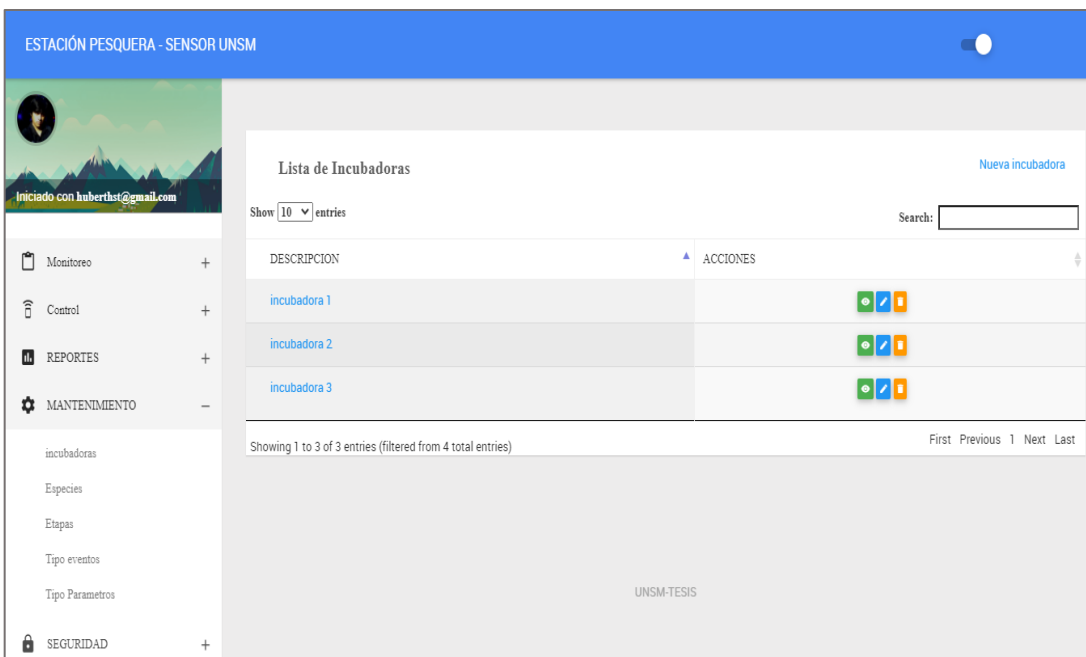 ESTACIÓN PESQUERA - SENSOR UNSM
Iniciado con huberthst@gmail.com
Monitoreo +
Control +
REPORTES +
MANTENIMIENTO −
incubadoras
Especies
Etapas
Tipo eventos
Tipo Parametros
SEGURIDAD +
Lista de Incubadoras
Nueva incubadora
Show 10 entries
Search:
DESCRIPCION ACCIONES
incubadora 1
incubadora 2
incubadora 3
Showing 1 to 3 of 3 entries (filtered from 4 total entries)
First Previous 1 Next Last
UNSM-TESIS